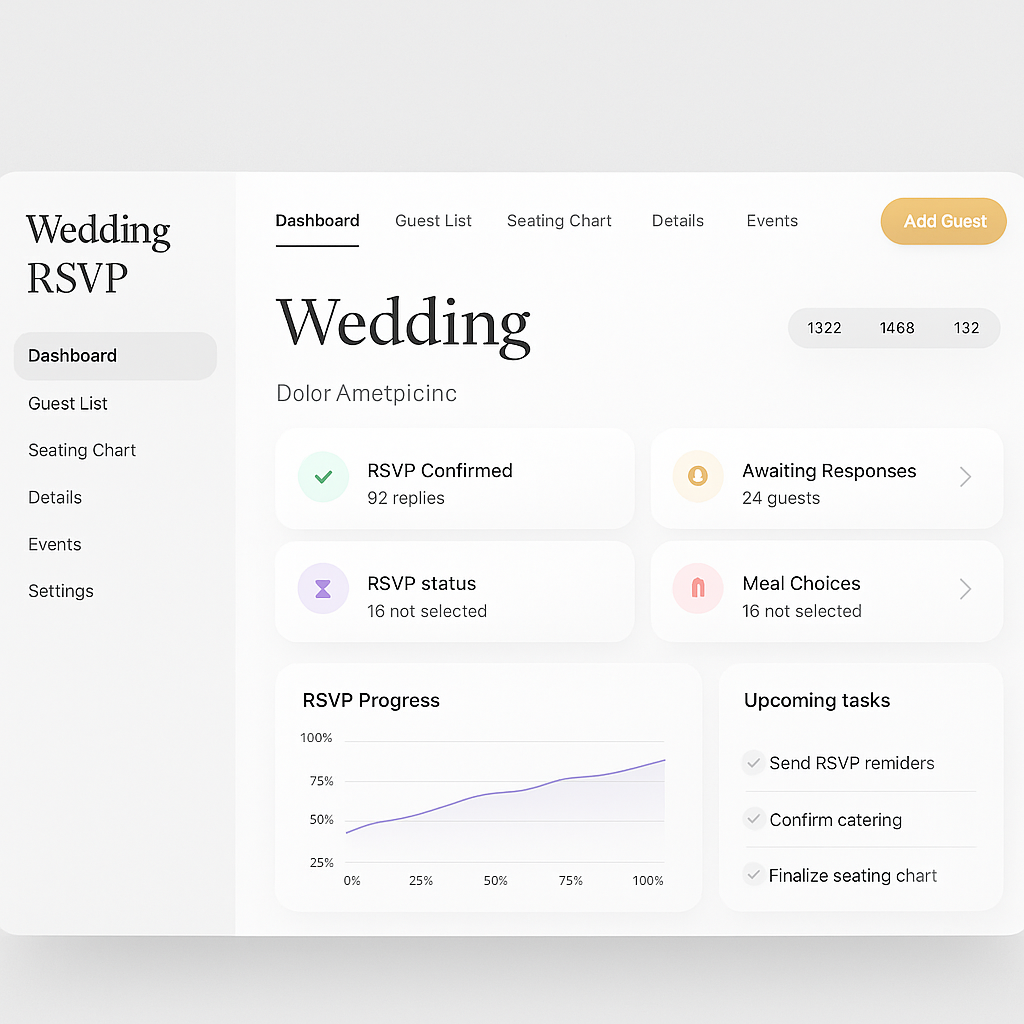 Wedding
RSVP
Dashboard
Guest List
Seating Chart
Details
Events
Settings
Dashboard Guest List Seating Chart Details Events Add Guest
Wedding
1322 1468 132
Dolor Ametpicinc
RSVP Confirmed
92 replies
Awaiting Responses
24 guests
RSVP status
16 not selected
Meal Choices
16 not selected
RSVP Progress
100%
75%
50%
25%
0% 25% 50% 75% 100%
Upcoming tasks
Send RSVP remiders
Confirm catering
Finalize seating chart